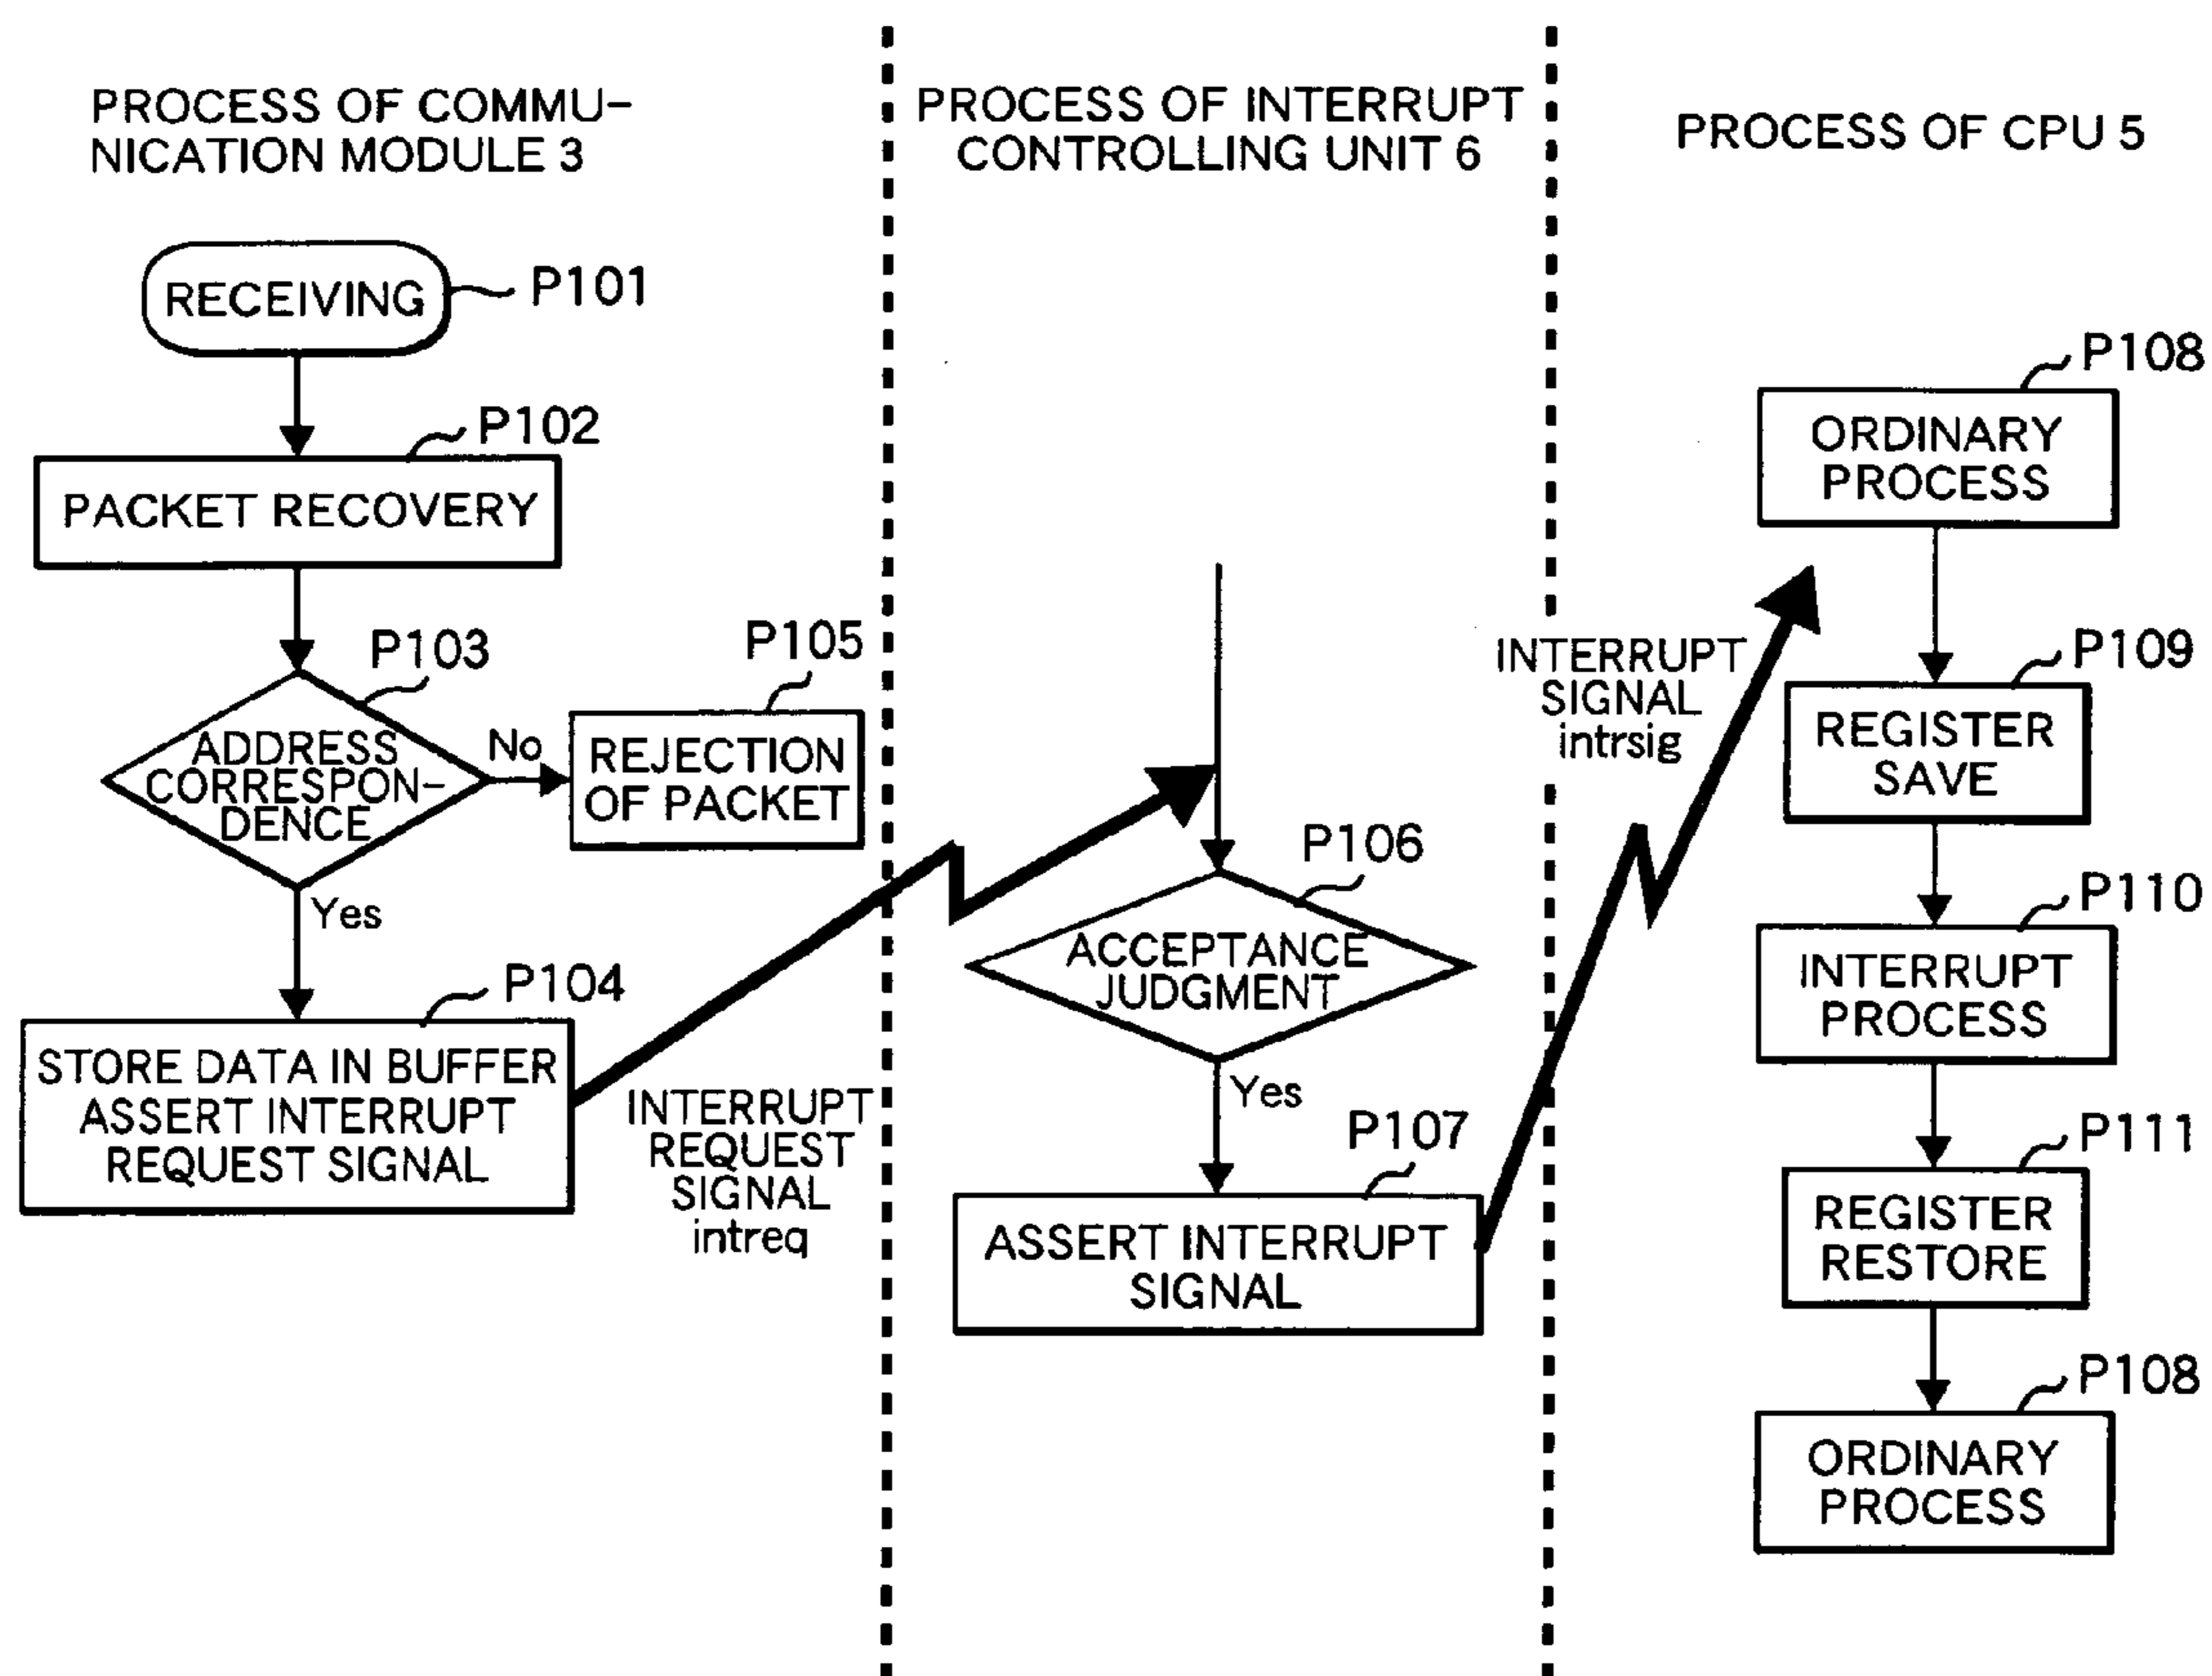 PROCESS OF COMMU-
NICATION MODULE 3
RECEIVING
P101
P102
PACKET RECOVERY
P103
ADDRESS
CORRESPON-
DENCE
No
P105
REJECTION
OF PACKET
Yes
P104
STORE DATA IN BUFFER
ASSERT INTERRUPT
REQUEST SIGNAL
INTERRUPT
REQUEST
SIGNAL
intreq
PROCESS OF INTERRUPT
CONTROLLING UNIT 6
P106
ACCEPTANCE
JUDGMENT
Yes
P107
ASSERT INTERRUPT
SIGNAL
INTERRUPT
SIGNAL
intrsig
PROCESS OF CPU 5
P108
ORDINARY
PROCESS
P109
REGISTER
SAVE
P110
INTERRUPT
PROCESS
P111
REGISTER
RESTORE
P108
ORDINARY
PROCESS